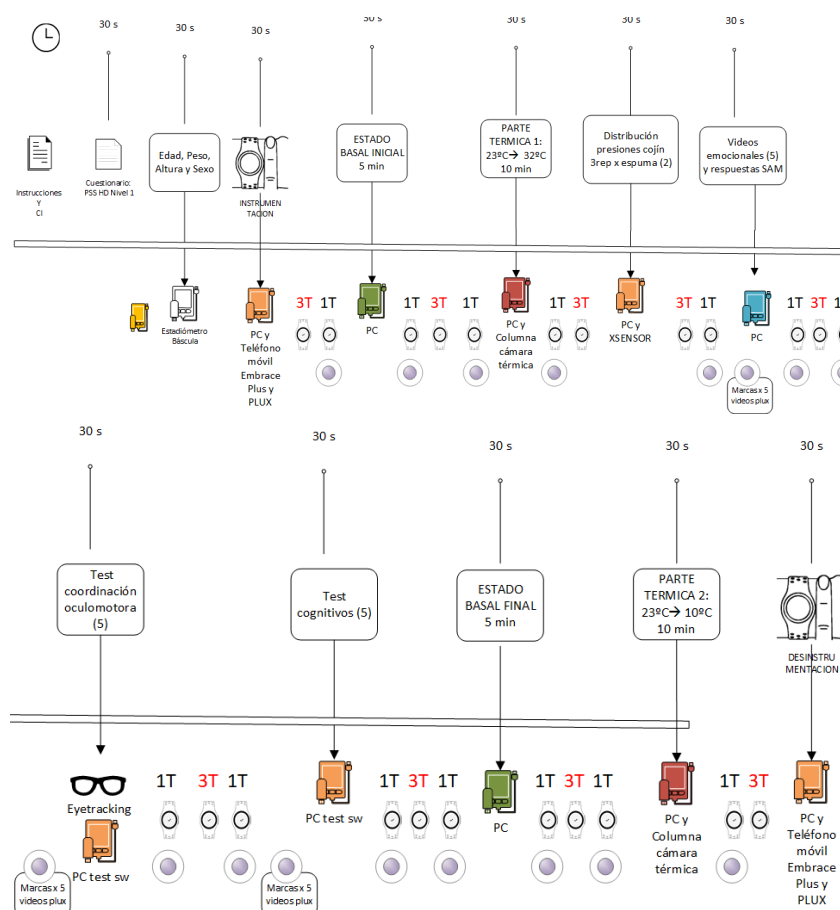 30 s
30 s
30 s
30 s
30 s
30 s
30 s
Instrucciones
Y
CI
Cuestionario:
PSS HD Nivel 1
Edad, Peso,
Altura y Sexo
INSTRUMEN
TACION
ESTADO
BASAL INICIAL
5 min
PARTE
TERMICA 1:
23ºC→ 32ºC
10 min
Distribución
presiones cojín
3rep x espuma (2)
Videos
emocionales (5)
y respuestas SAM
Estadiómetro
Báscula
PC y
Teléfono
móvil
Embrace
Plus y
PLUX
3T 1T
PC
1T 3T 1T
PC y
Columna
cámara
térmica
1T 3T
PC y
XSENSOR
3T 1T
PC
Marcas x 5
videos plux
1T 3T
30 s
30 s
30 s
30 s
30 s
Test
coordinación
oculomotora
(5)
Test
cognitivos (5)
ESTADO
BASAL FINAL
5 min
PARTE
TERMICA 2:
23ºC→ 10ºC
10 min
DESINSTRU
MENTACION
Eyetracking
PC test sw
Marcas x 5
videos plux
1T 3T 1T
PC test sw
Marcas x 5
videos plux
1T 3T 1T
PC
1T 3T 1T
PC y
Columna
cámara
térmica
1T 3T
PC y
Teléfono
móvil
Embrace
Plus y
PLUX